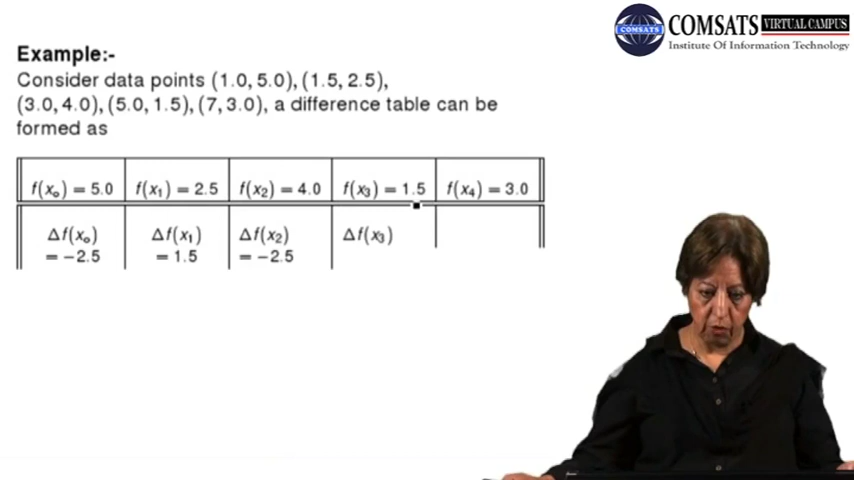 COMSATS VIRTUAL CAMPUS
COMSATS
Institute Of Information Technology
Example:-
Consider data points (1.0, 5.0), (1.5, 2.5),
(3.0, 4.0), (5.0, 1.5), (7, 3.0), a difference table can be
formed as
f(x₀) = 5.0 f(x₁) = 2.5 f(x₂) = 4.0 f(x₃) = 1.5 f(x₄) = 3.0
Δf(x₀) Δf(x₁) Δf(x₂) Δf(x₃)
= −2.5 = 1.5 = −2.5